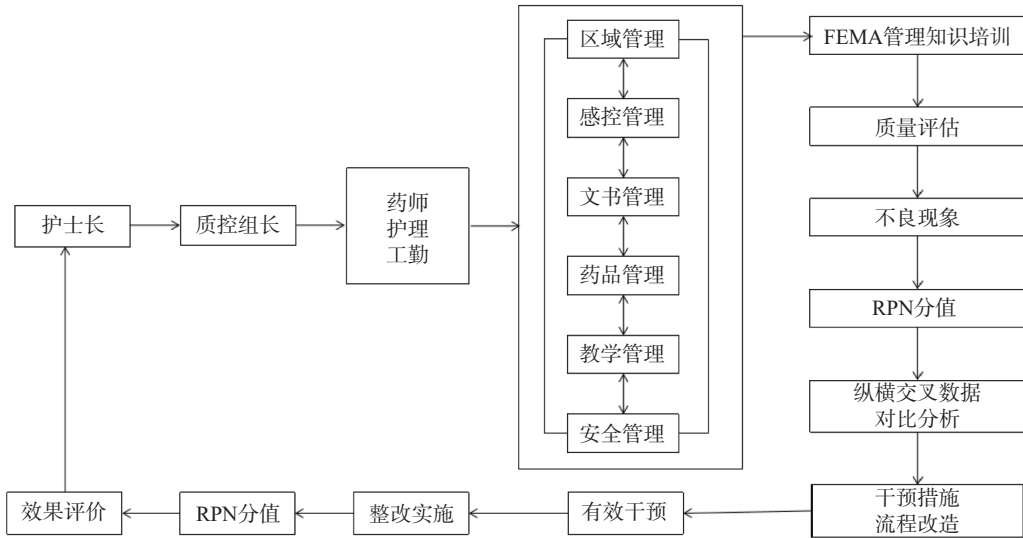 护士长
质控组长
药师
护理
工勤
区域管理
感控管理
文书管理
药品管理
教学管理
安全管理
FEMA管理知识培训
质量评估
不良现象
RPN分值
纵横交叉数据
对比分析
干预措施
流程改造
有效干预
整改实施
RPN分值
效果评价